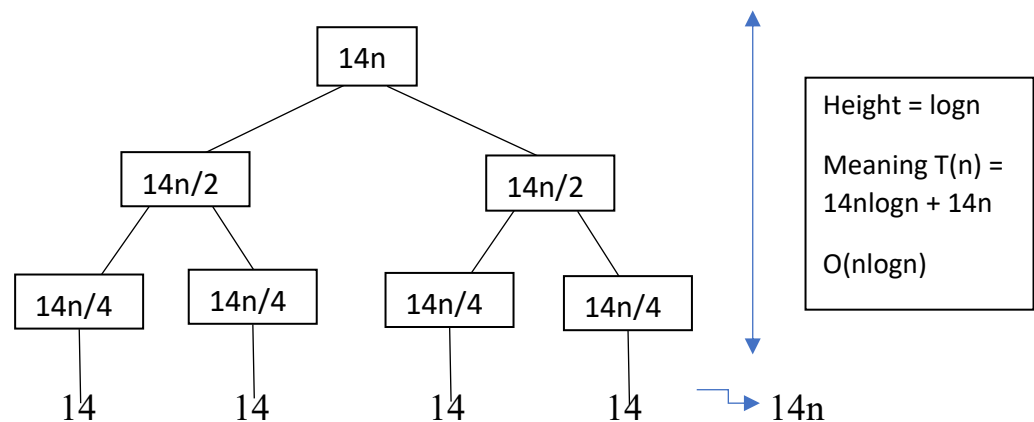 14n
14n/2 14n/2
14n/4 14n/4 14n/4 14n/4
14 14 14 14 14n
Height = logn
Meaning T(n) =
14nlogn + 14n
O(nlogn)